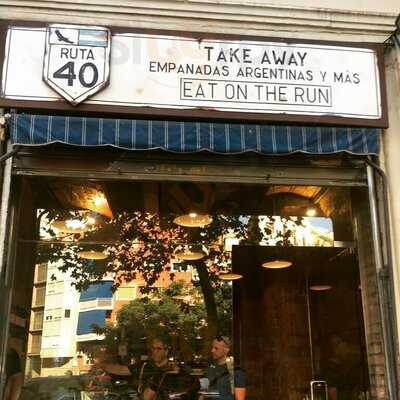 RUTA
40
TAKE AWAY
EMPANADAS ARGENTINAS Y MÁS
EAT ON THE RUN